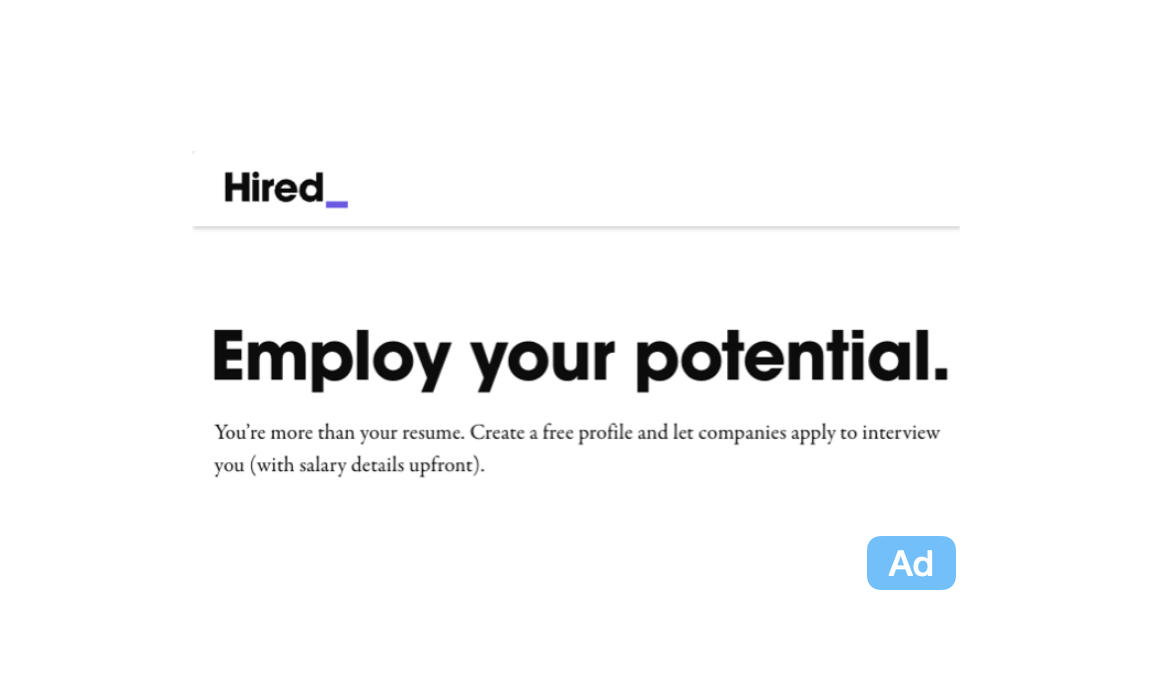 Hired_
Employ your potential.
You’re more than your resume. Create a free profile and let companies apply to interview
you (with salary details upfront).
Ad